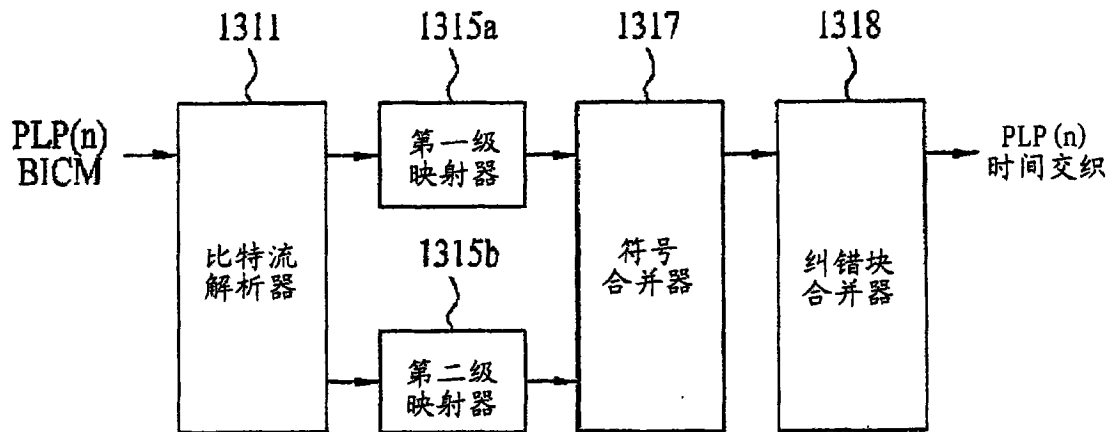 1311
1315a
1317
1318
PLP(n)
BICM
比特流
解析器
第一级
映射器
1315b
第二级
映射器
符号
合并器
纠错块
合并器
PLP(n)
时间交织